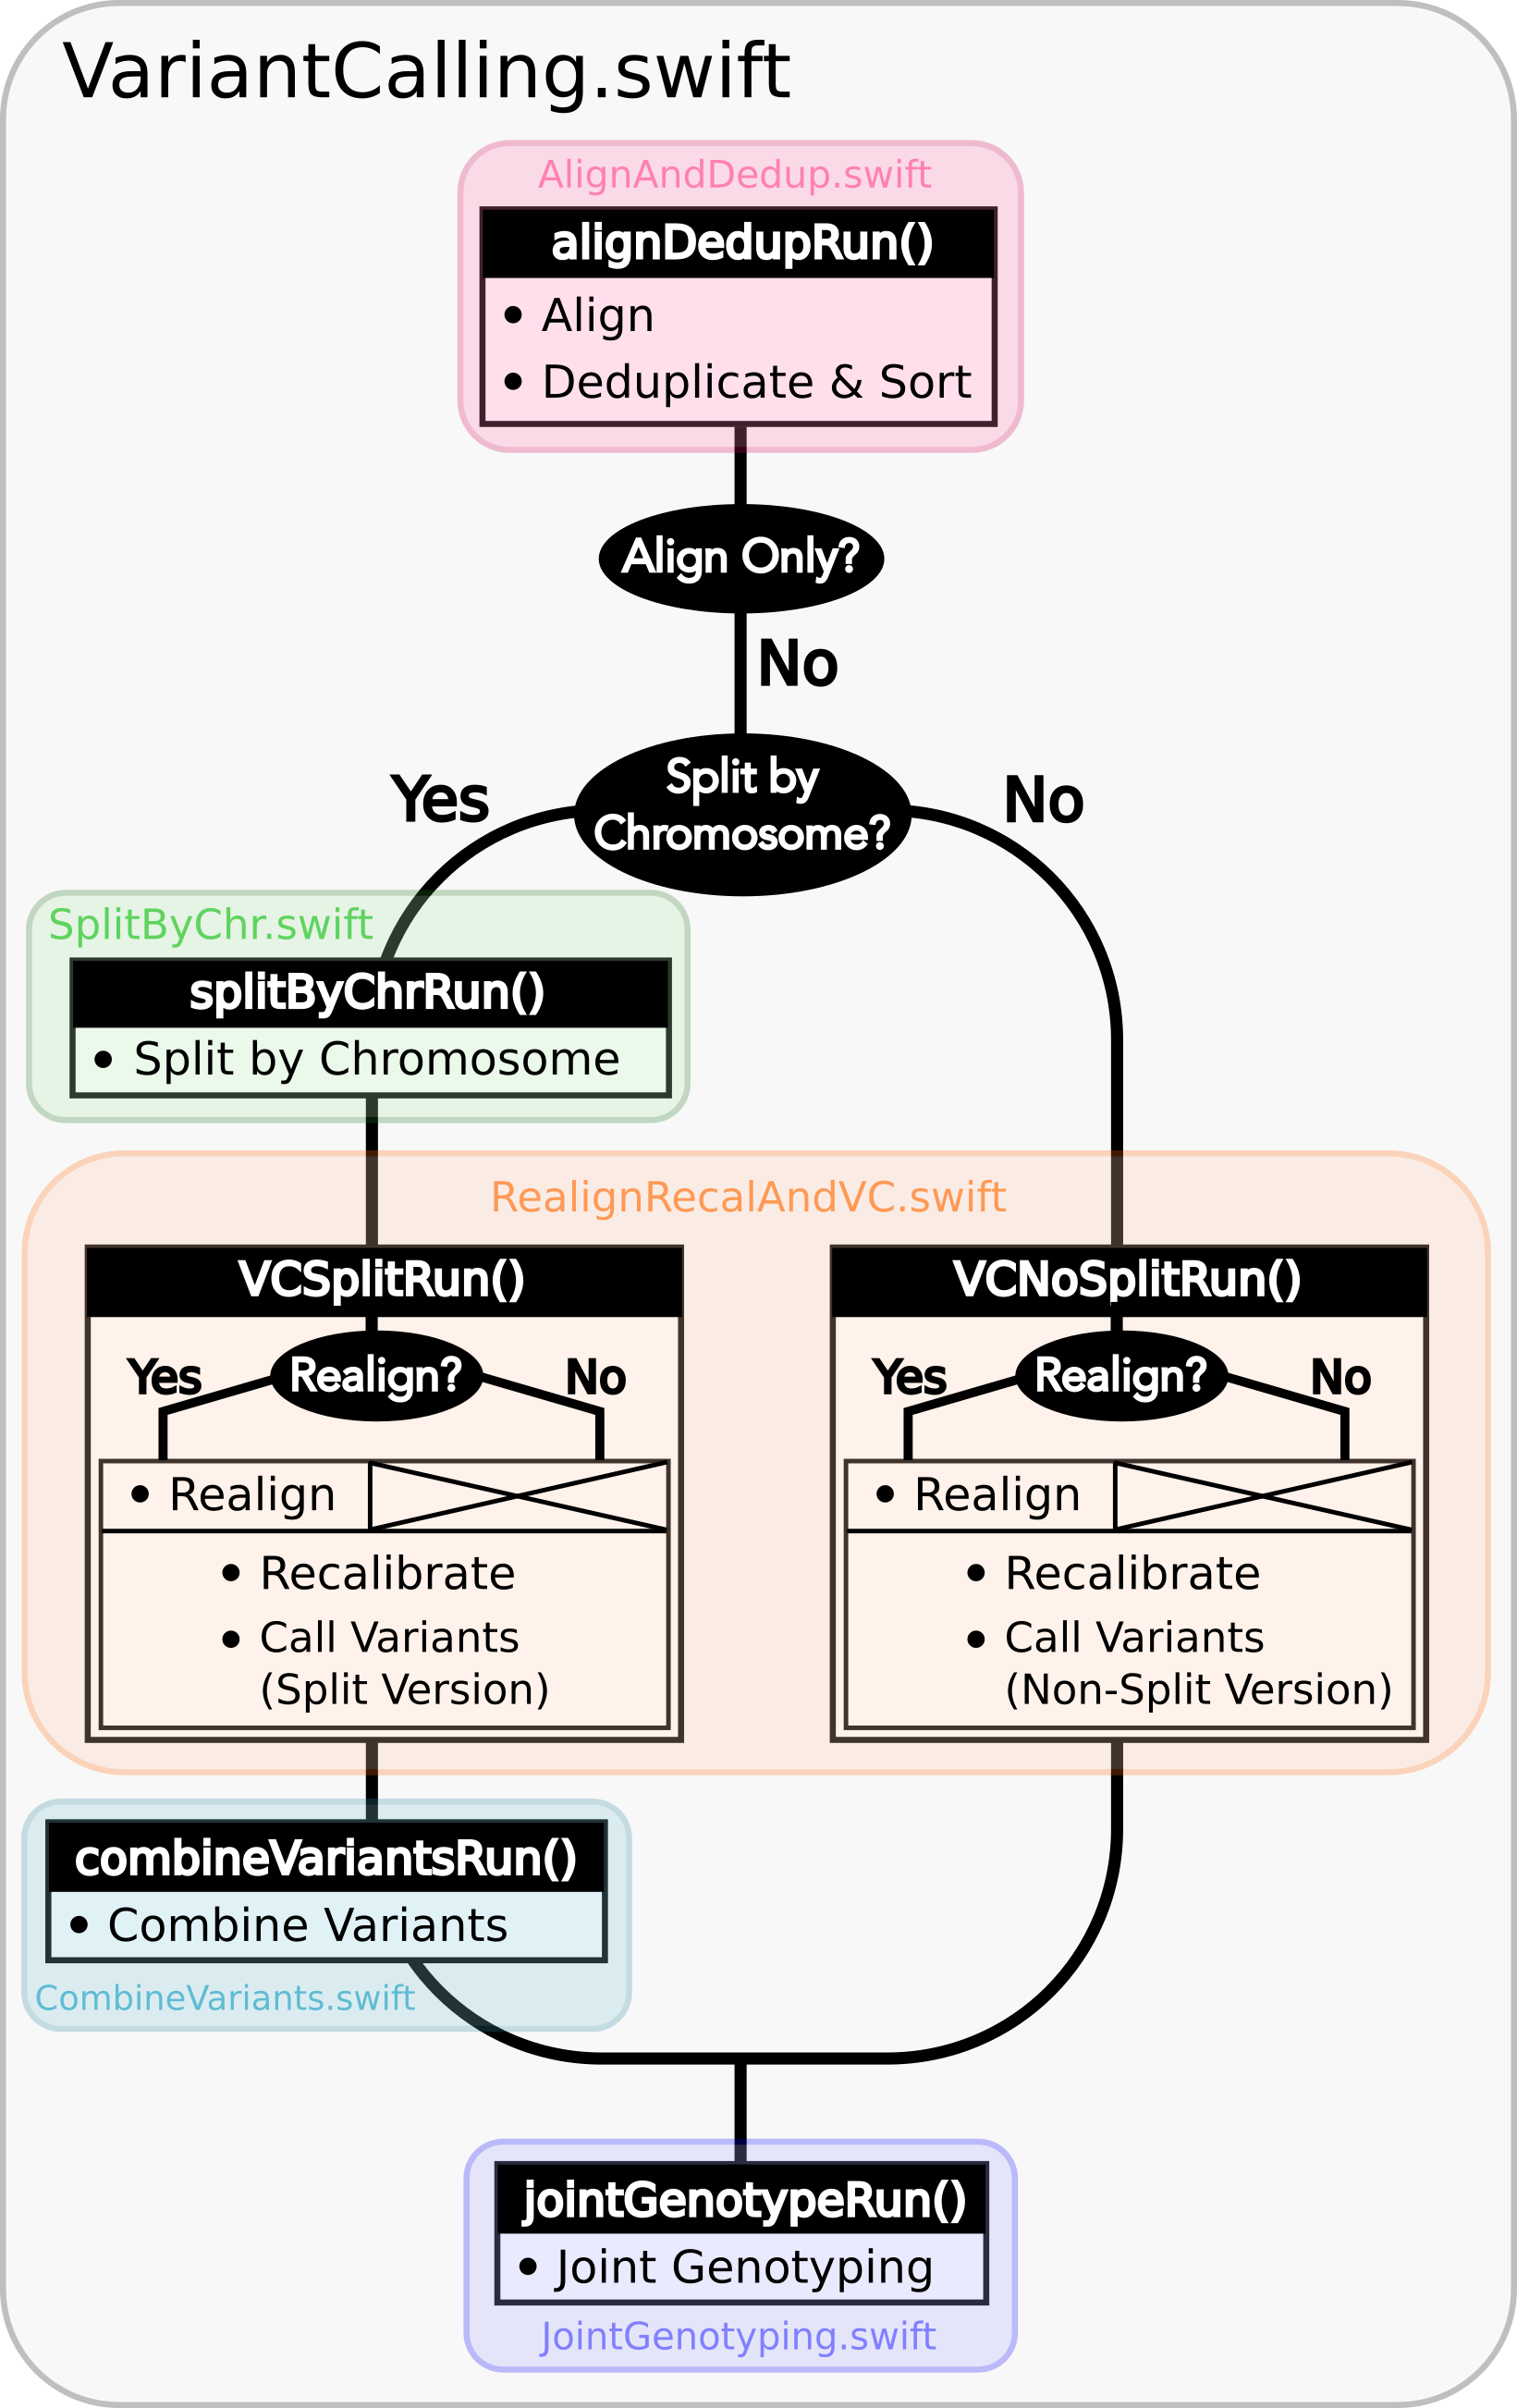 VariantCalling.swift
AlignAndDedup.swift
alignDedupRun()
• Align
• Deduplicate & Sort
Align Only?
No
Split by
Chromosome?
Yes
No
SplitByChr.swift
splitByChrRun()
• Split by Chromosome
RealignRecalAndVC.swift
VCSplitRun()
Realign?
Yes
No
• Realign
• Recalibrate
• Call Variants
(Split Version)
VCNoSplitRun()
Realign?
Yes
No
• Realign
• Recalibrate
• Call Variants
(Non-Split Version)
combineVariantsRun()
• Combine Variants
CombineVariants.swift
jointGenotypeRun()
• Joint Genotyping
JointGenotyping.swift